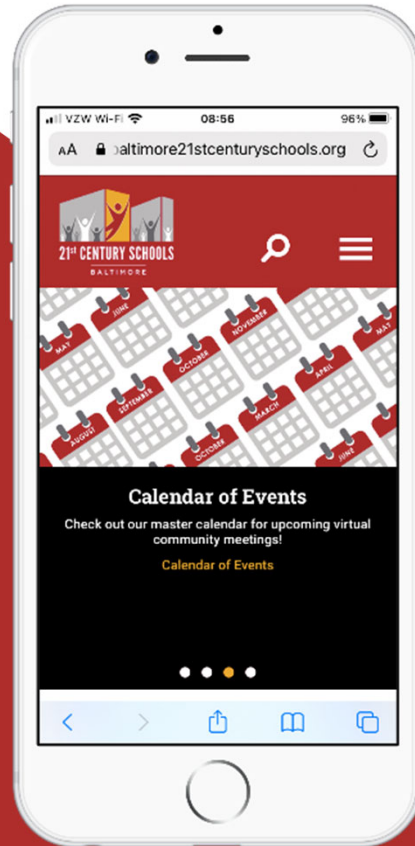 VZW Wi-Fi 08:56 96%
AA baltimore21stcenturyschools.org
21st CENTURY SCHOOLS
BALTIMORE
MAY
JUNE
AUGUST
SEPTEMBER
OCTOBER
NOVEMBER
OCTOBER
MARCH
APRIL
MAY
JUNE
Calendar of Events
Check out our master calendar for upcoming virtual
community meetings!
Calendar of Events